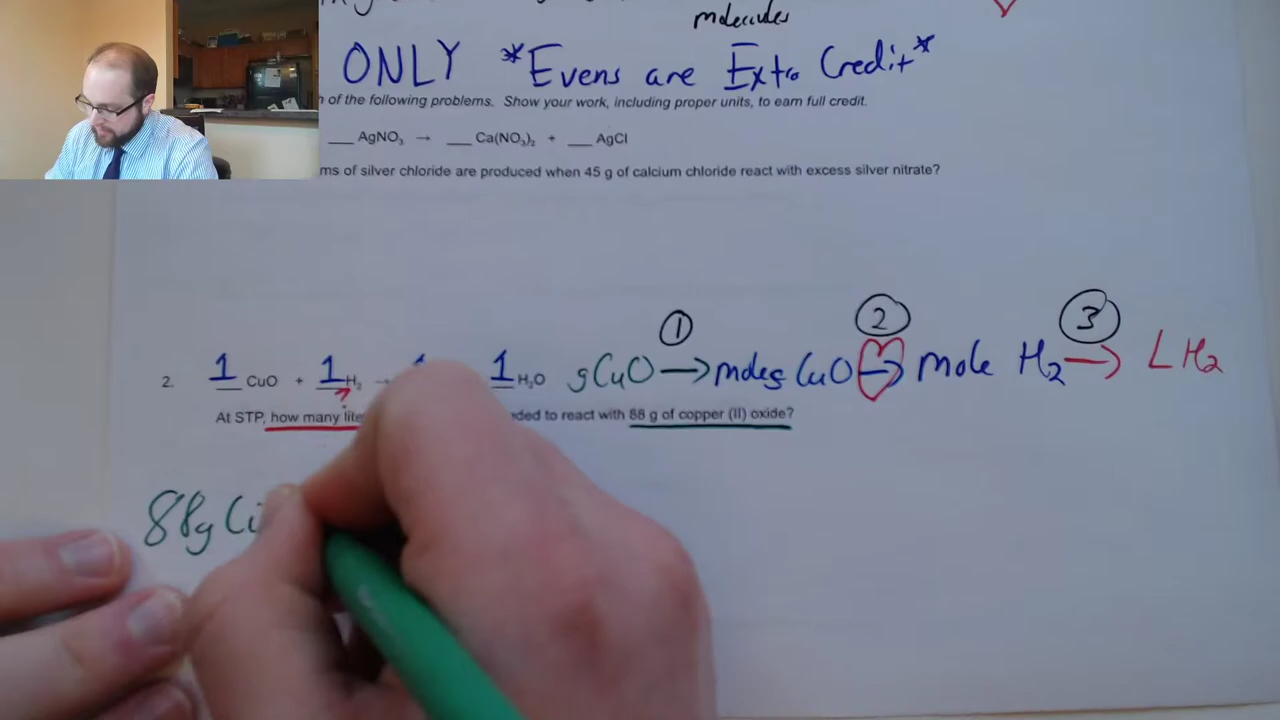 molecules
ONLY *Evens are Extra Credit*
of the following problems. Show your work, including proper units, to earn full credit.
___ AgNO₃ → ___ Ca(NO₃)₂ + ___ AgCl
of silver chloride are produced when 45 g of calcium chloride react with excess silver nitrate?
① ② ③
2. 1 CuO + 1 H₂ → 1 H₂O gCuO → moles CuO → mole H₂ → L H₂
At STP, how many to react with 88 g of copper (II) oxide?
88g